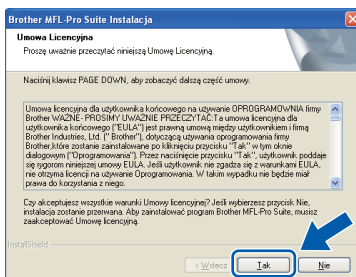 Brother MFL-Pro Suite Instalacja
Umowa Licencyjna
Proszę uważnie przeczytać niniejszą Umowę Licencyjną.
Naciśnij klawisz PAGE DOWN, aby zobaczyć dalszą część umowy.
Umowa licencyjna dla użytkownika końcowego na używanie OPROGRAMOWNIA firmy
Brother WAŻNE- PROSIMY UWAŻNIE PRZECZYTAĆ:Ta umowa licencyjna dla
użytkownika końcowego ("EULA") jest prawną umową między użytkownikiem i firmą
Brother Industries, Ltd. (" Brother"), dotyczącą używania oprogramowania firmy
Brother,które zostanie zainstalowane po kliknięciu przycisku "Tak" w tym oknie
dialogowym ("Oprogramowania"). Przez naciśnięcie przycisku "Tak", użytkownik poddaje
się rygorom niniejszej umowy EULA. Jeśli użytkownik nie zgadza się z warunkami EULA,
nie otrzyma licencji na używanie Oprogramowania. W takim wypadku nie będzie miał
prawa do korzystania z niego.
Czy akceptujesz wszystkie warunki Umowy licencyjnej? Jeśli wybierzesz przycisk Nie,
instalacja zostanie przerwana. Aby zainstalować program Brother MFL-Pro Suite, musisz
zaakceptować Umowę licencyjną.
InstallShield
< Wstecz
Tak
Nie